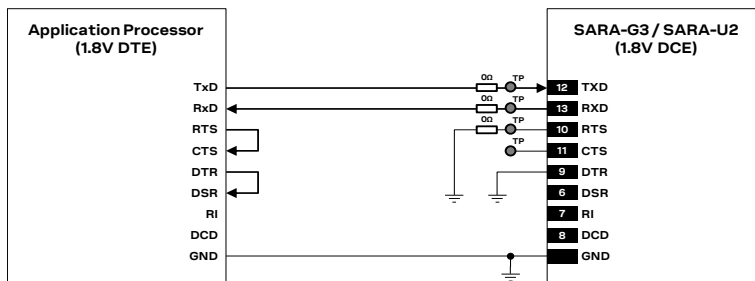 Application Processor
(1.8V DTE)
SARA-G3 / SARA-U2
(1.8V DCE)
TxD 0Ω TP 12 TXD
RxD 0Ω TP 13 RXD
RTS 0Ω TP 10 RTS
CTS TP 11 CTS
DTR 9 DTR
DSR 6 DSR
RI 7 RI
DCD 8 DCD
GND GND